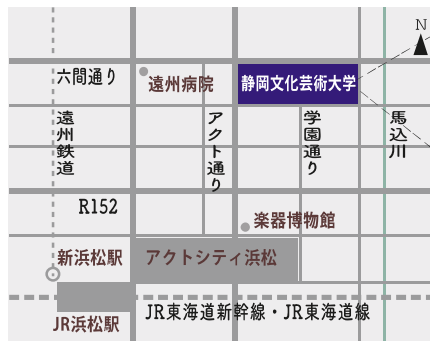 N
六間通り
遠州病院
静岡文化芸術大学
遠州鉄道
アクト通り
学園通り
馬込川
R152
楽器博物館
新浜松駅
アクトシティ浜松
JR東海道新幹線・JR東海道線
JR浜松駅